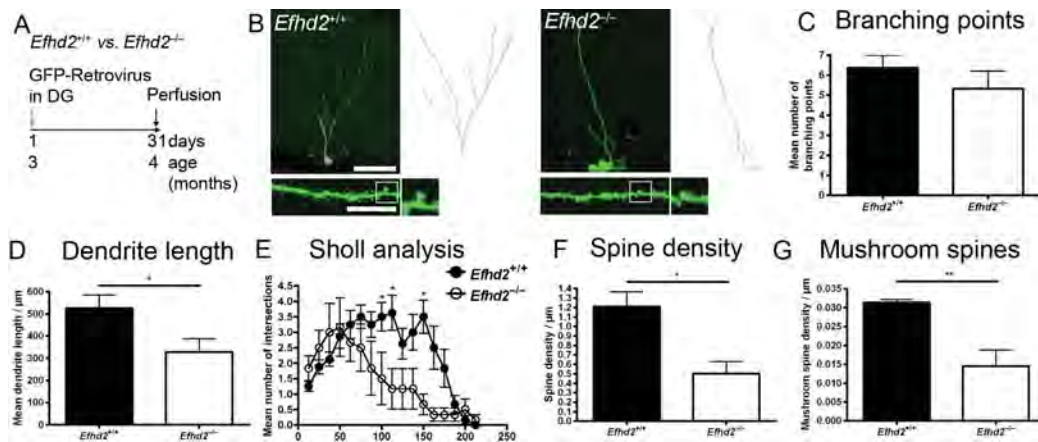 A
Efhd2+/+ vs. Efhd2–/–
GFP-Retrovirus
in DG
Perfusion
1 31 days
3 4 age
(months)
B
Efhd2+/+
Efhd2–/–
C Branching points
Mean number of
branching points
7
6
5
4
3
2
1
0
Efhd2+/+ Efhd2–/–
D Dendrite length
Mean dendrite length / µm
600
500
400
300
200
100
0
*
Efhd2+/+ Efhd2–/–
E Sholl analysis
Efhd2+/+
Efhd2–/–
Mean number of intersections
4.5
4.0
3.5
3.0
2.5
2.0
1.5
1.0
0.5
0.0
* * *
0 50 100 150 200 250
F Spine density
Spine density / µm
1.4
1.3
1.2
1.1
1.0
0.9
0.8
0.7
0.6
0.5
0.4
0.3
0.2
0.1
0.0
*
Efhd2+/+ Efhd2–/–
G Mushroom spines
Mushroom spine density / µm
0.035
0.030
0.025
0.020
0.015
0.010
0.005
0.000
**
Efhd2+/+ Efhd2–/–